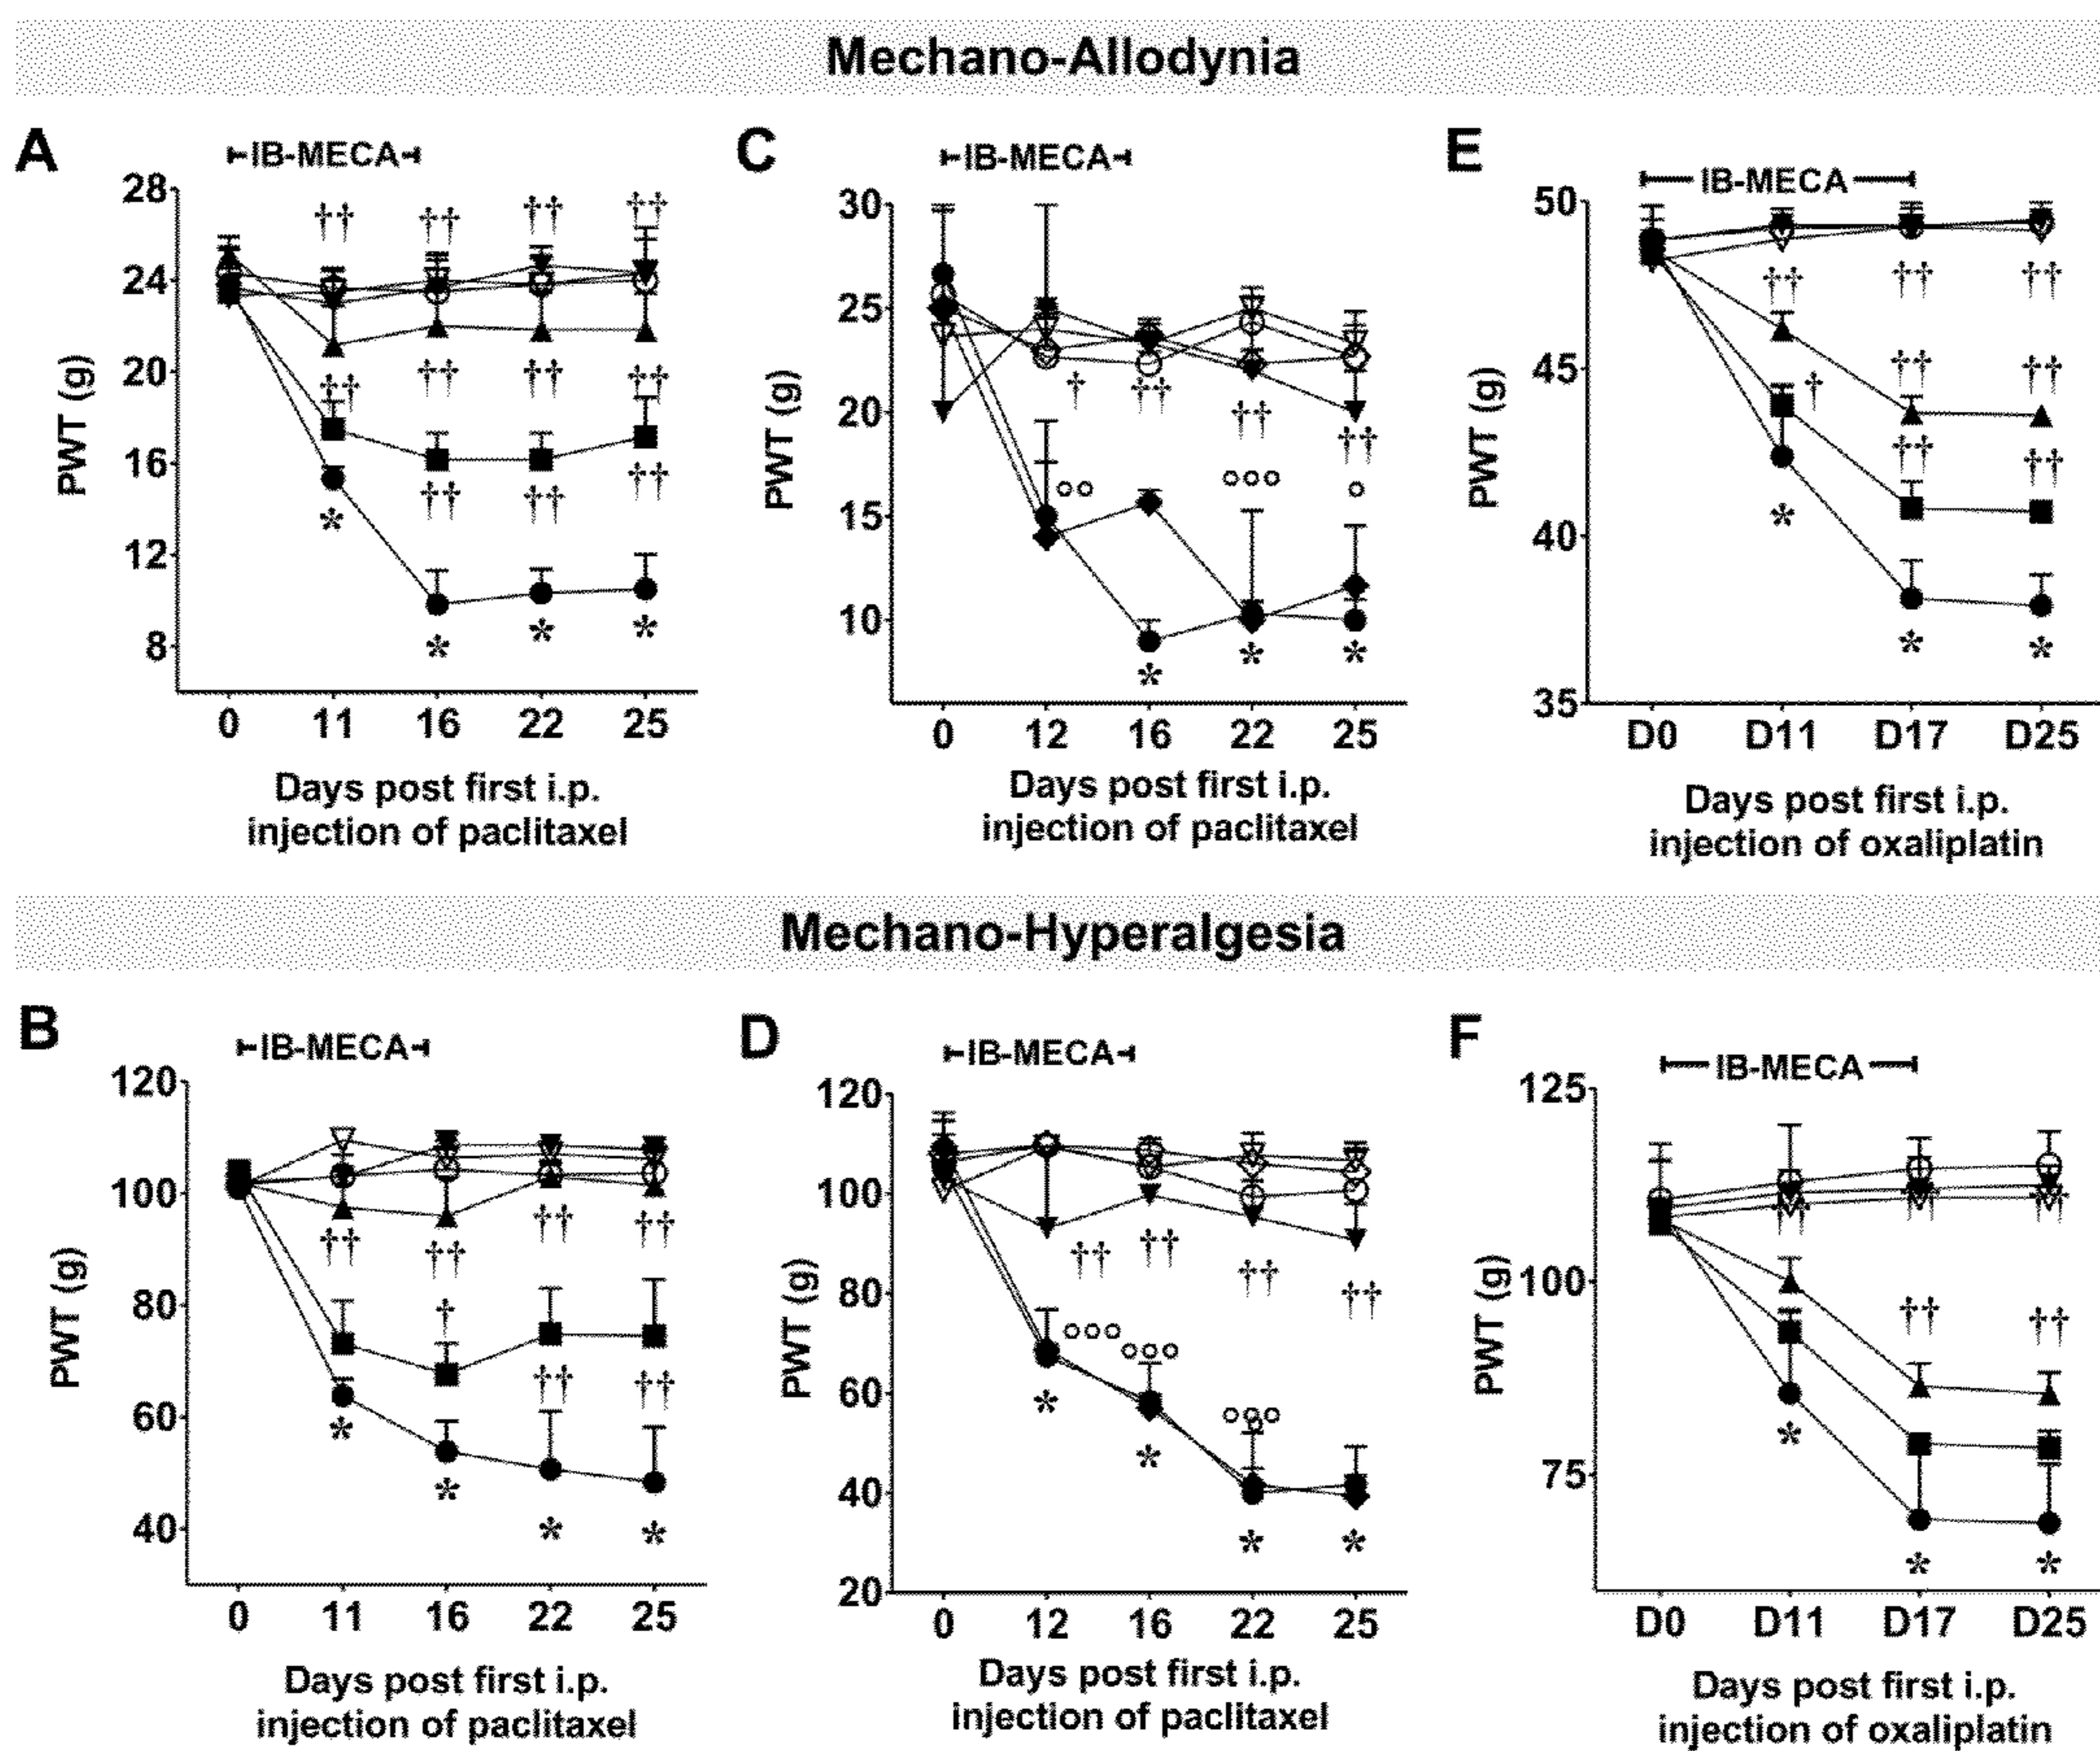 Mechano-Allodynia
A
IB-MECA
†† †† †† ††
28
24
20
16
12
8
PWT (g)
†† †† †† ††
†† †† ††
* * * *
0 11 16 22 25
Days post first i.p.
injection of paclitaxel
C
IB-MECA
30
25
20
15
10
PWT (g)
† †† †† ††
°° °°° °
* * *
0 12 16 22 25
Days post first i.p.
injection of paclitaxel
E
IB-MECA
50
45
40
35
PWT (g)
†† †† ††
† †† ††
†† ††
* * *
D0 D11 D17 D25
Days post first i.p.
injection of oxaliplatin
Mechano-Hyperalgesia
B
IB-MECA
120
100
80
60
40
PWT (g)
†† †† †† ††
† †† ††
* * * *
0 11 16 22 25
Days post first i.p.
injection of paclitaxel
D
IB-MECA
120
100
80
60
40
20
PWT (g)
†† †† †† ††
°°° °°° °°°
* * * *
0 12 16 22 25
Days post first i.p.
injection of paclitaxel
F
IB-MECA
125
100
75
PWT (g)
†† †† ††
†† ††
* * *
D0 D11 D17 D25
Days post first i.p.
injection of oxaliplatin